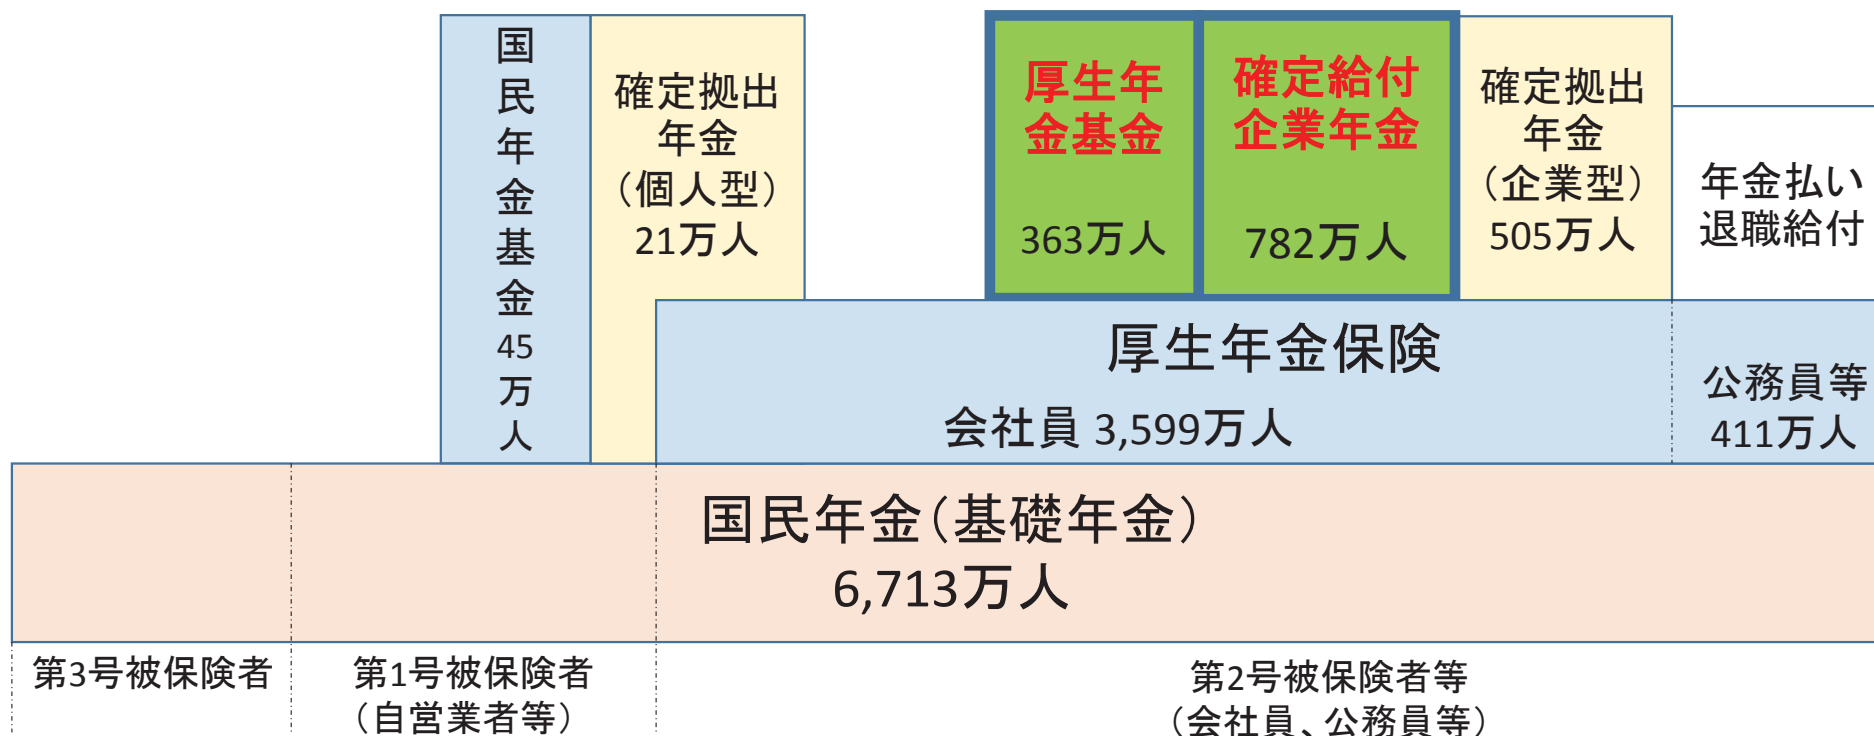 国民年金基金45万人
確定拠出
年金
（個人型）
21万人
厚生年
金基金
363万人
確定給付
企業年金
782万人
確定拠出
年金
（企業型）
505万人
年金払い
退職給付
厚生年金保険
会社員 3,599万人
公務員等
411万人
国民年金（基礎年金）
6,713万人
第3号被保険者
第1号被保険者
（自営業者等）
第2号被保険者等
（会社員、公務員等）